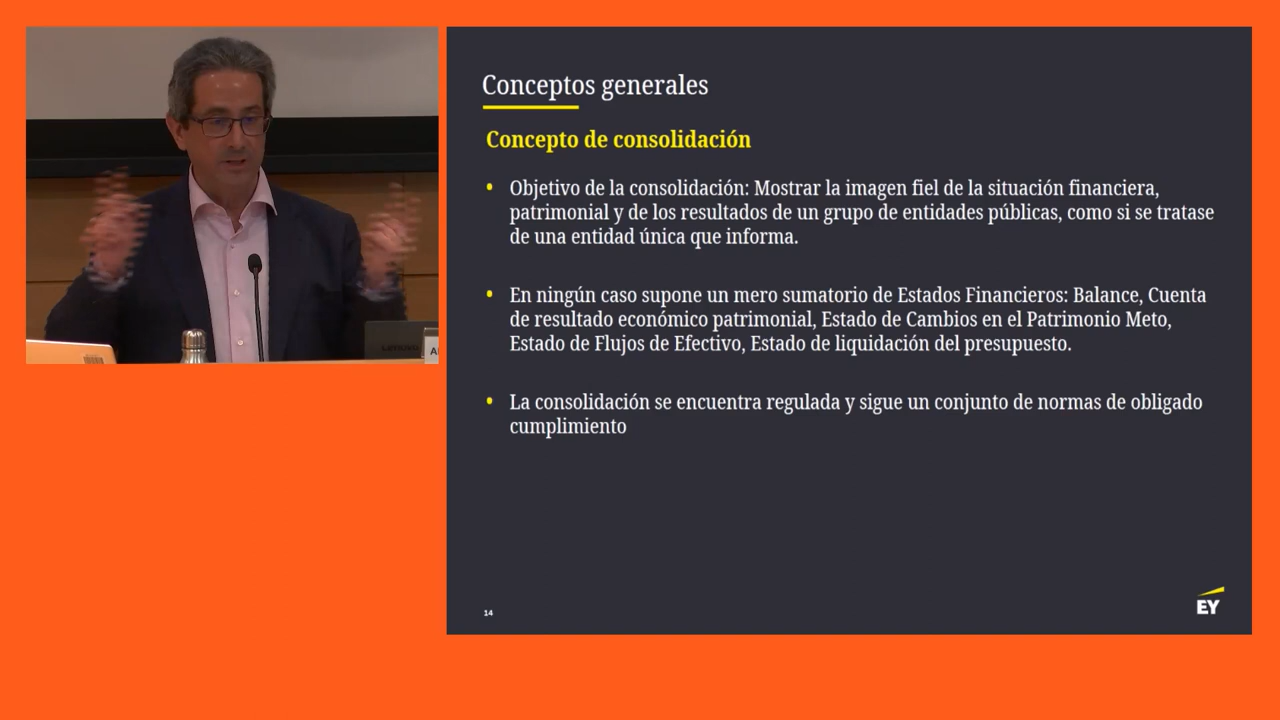 Conceptos generales
Concepto de consolidación
• Objetivo de la consolidación: Mostrar la imagen fiel de la situación financiera,
patrimonial y de los resultados de un grupo de entidades públicas, como si se tratase
de una entidad única que informa.
• En ningún caso supone un mero sumatorio de Estados Financieros: Balance, Cuenta
de resultado económico patrimonial, Estado de Cambios en el Patrimonio Meto,
Estado de Flujos de Efectivo, Estado de liquidación del presupuesto.
• La consolidación se encuentra regulada y sigue un conjunto de normas de obligado
cumplimiento
14
EY
Lenovo